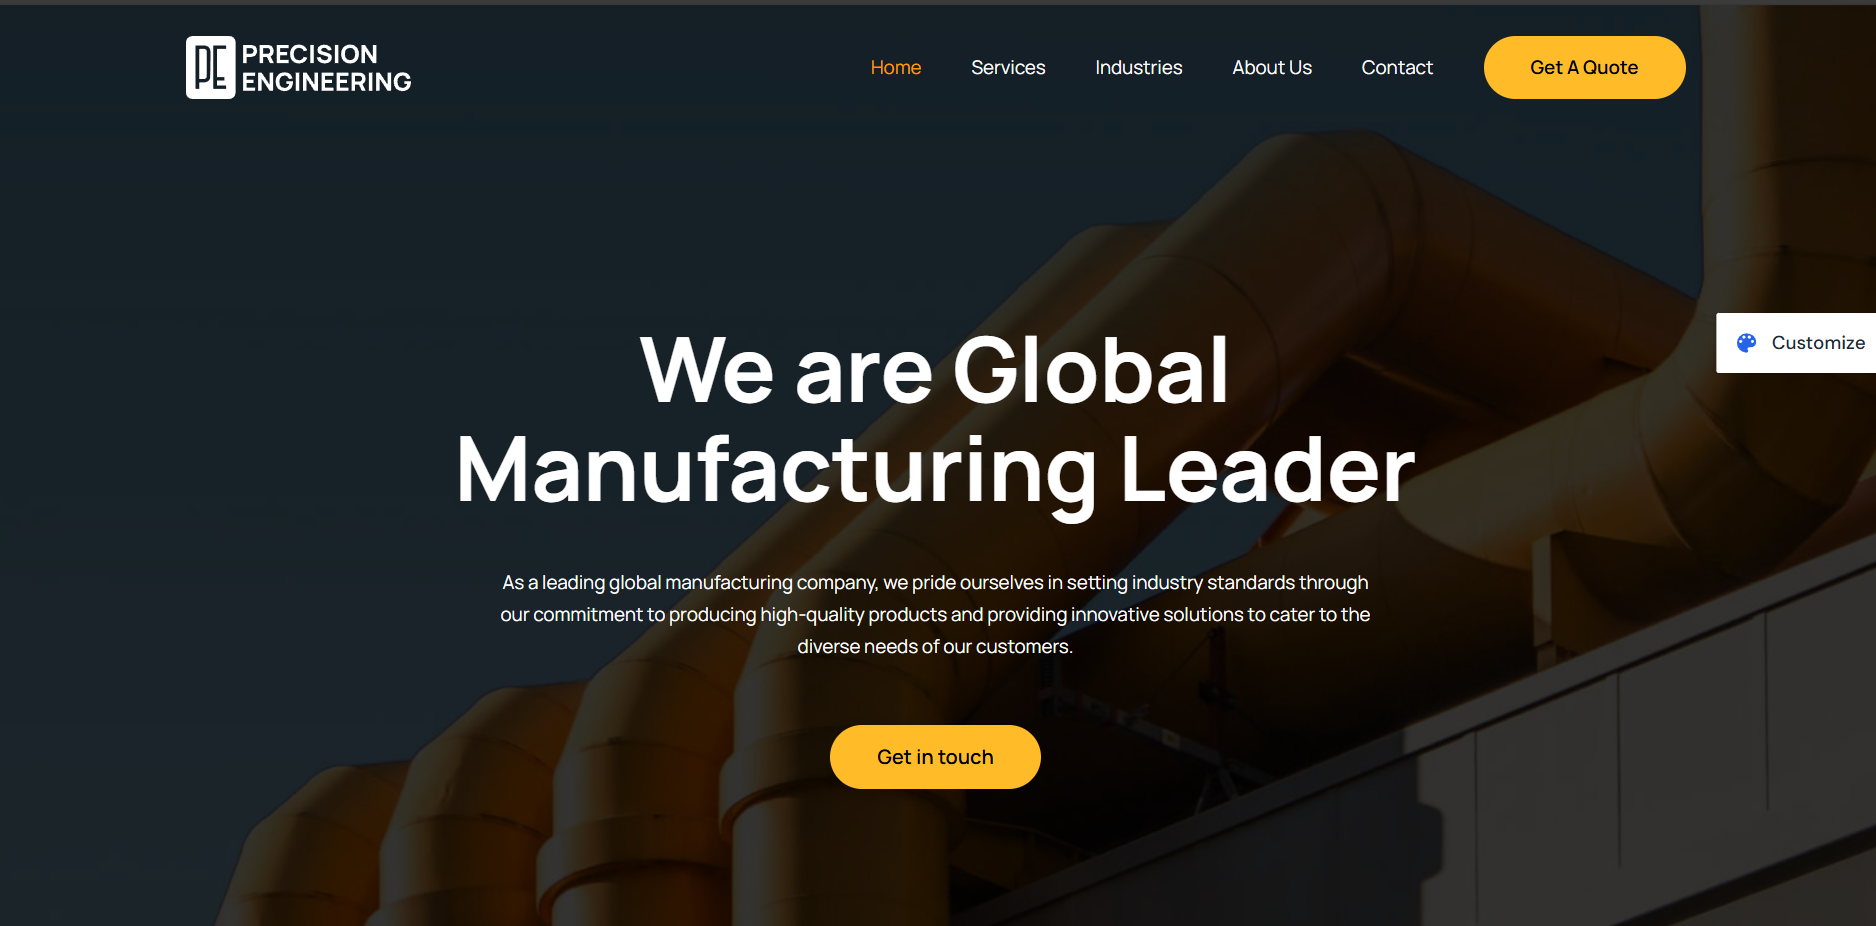 PE PRECISION
ENGINEERING
Home Services Industries About Us Contact Get A Quote
Customize
We are Global
Manufacturing Leader
As a leading global manufacturing company, we pride ourselves in setting industry standards through
our commitment to producing high-quality products and providing innovative solutions to cater to the
diverse needs of our customers.
Get in touch